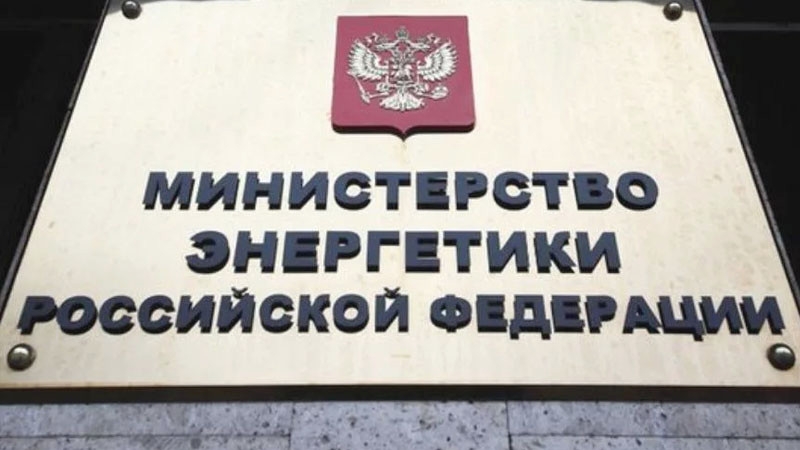 МИНИСТЕРСТВО
ЭНЕРГЕТИКИ
РОССИЙСКОЙ ФЕДЕРАЦИИ